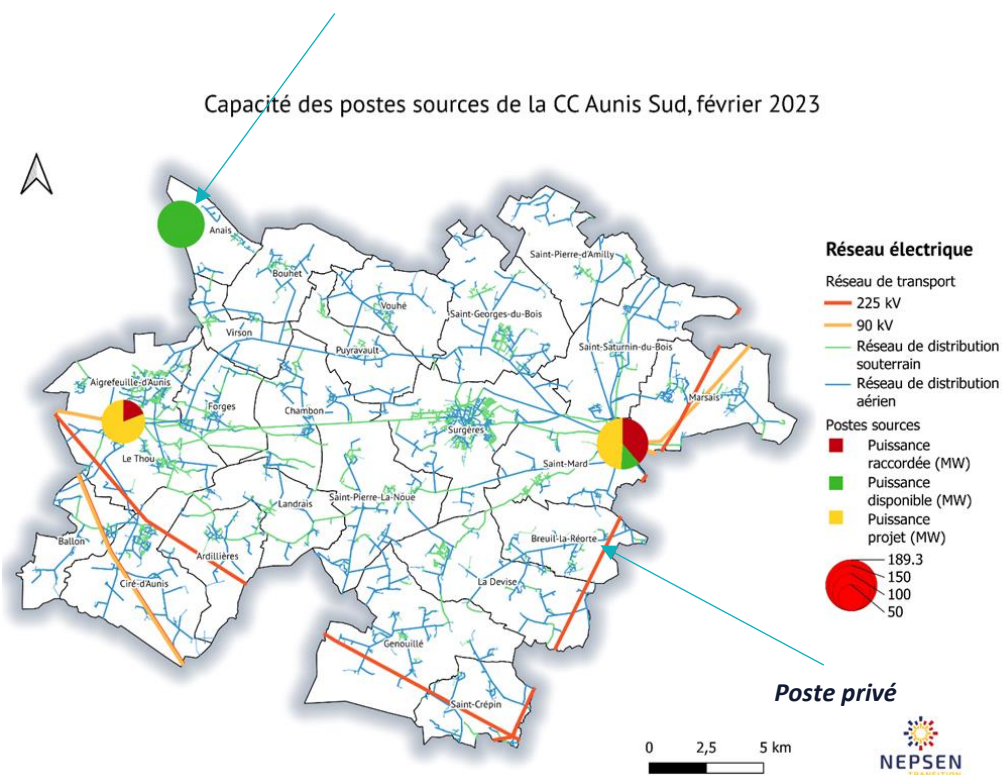 Capacité des postes sources de la CC Aunis Sud, février 2023
Anais
Bouhet
Saint-Pierre-d'Amilly
Vouhé
Saint-Georges-du-Bois
Virson
Puyravault
Saint-Saturnin-du-Bois
Aigrefeuille-d'Aunis
Marsais
Forges
Chambon
Surgères
Le Thou
Saint-Mard
Landrais
Saint-Pierre-La-Noue
Ballon
Ardillières
Breuil-la-Réorte
Ciré-d'Aunis
La Devise
Genouillé
Saint-Crépin
Réseau électrique
Réseau de transport
225 kV
90 kV
Réseau de distribution
souterrain
Réseau de distribution
aérien
Postes sources
Puissance
raccordée (MW)
Puissance
disponible (MW)
Puissance
projet (MW)
189.3
150
100
50
Poste privé
0 2,5 5 km
NEPSEN
TRANSITION